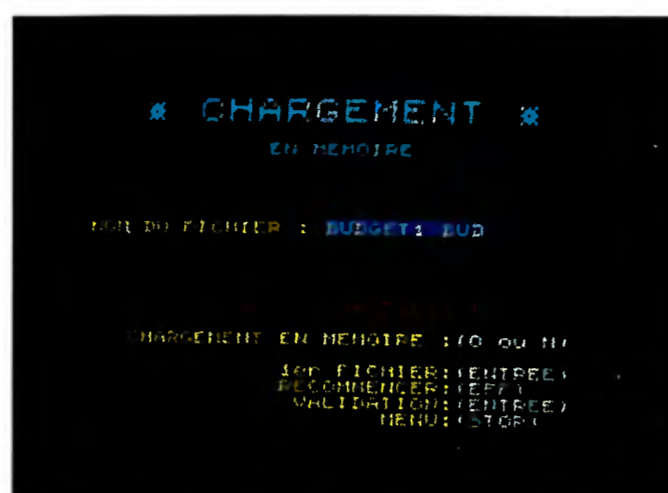 * CHARGEMENT *
EN MEMOIRE
NOM DU FICHIER : BUDGET1 BUD
CHARGEMENT EN MEMOIRE :(O ou N)
1er FICHIER:(ENTREE)
RECOMMENCER:(EFF)
VALIDATION:(ENTREE)
MENU:(STOP)